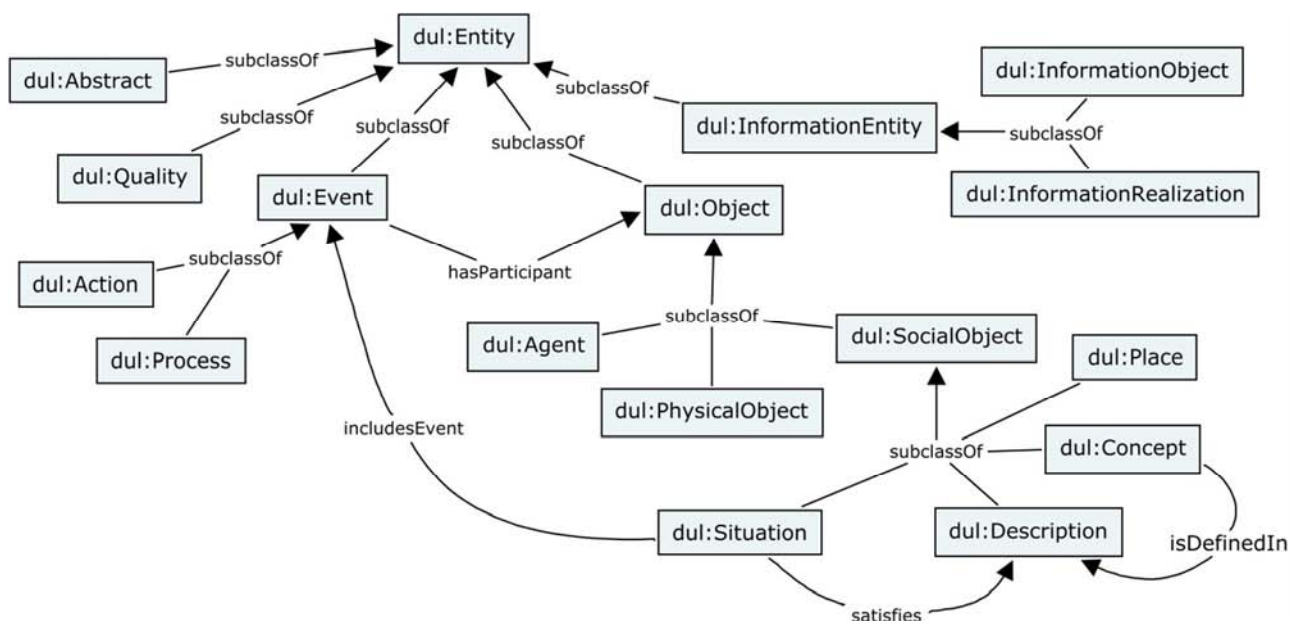 dul:Entity
subclassOf
dul:Abstract
dul:InformationObject
subclassOf
subclassOf
dul:InformationEntity
subclassOf
subclassOf
subclassOf
dul:Quality
dul:Event
dul:InformationRealization
dul:Object
subclassOf
hasParticipant
dul:Action
subclassOf
dul:SocialObject
dul:Agent
dul:Place
dul:Process
dul:PhysicalObject
includesEvent
subclassOf
dul:Concept
dul:Situation
dul:Description
isDefinedIn
satisfies